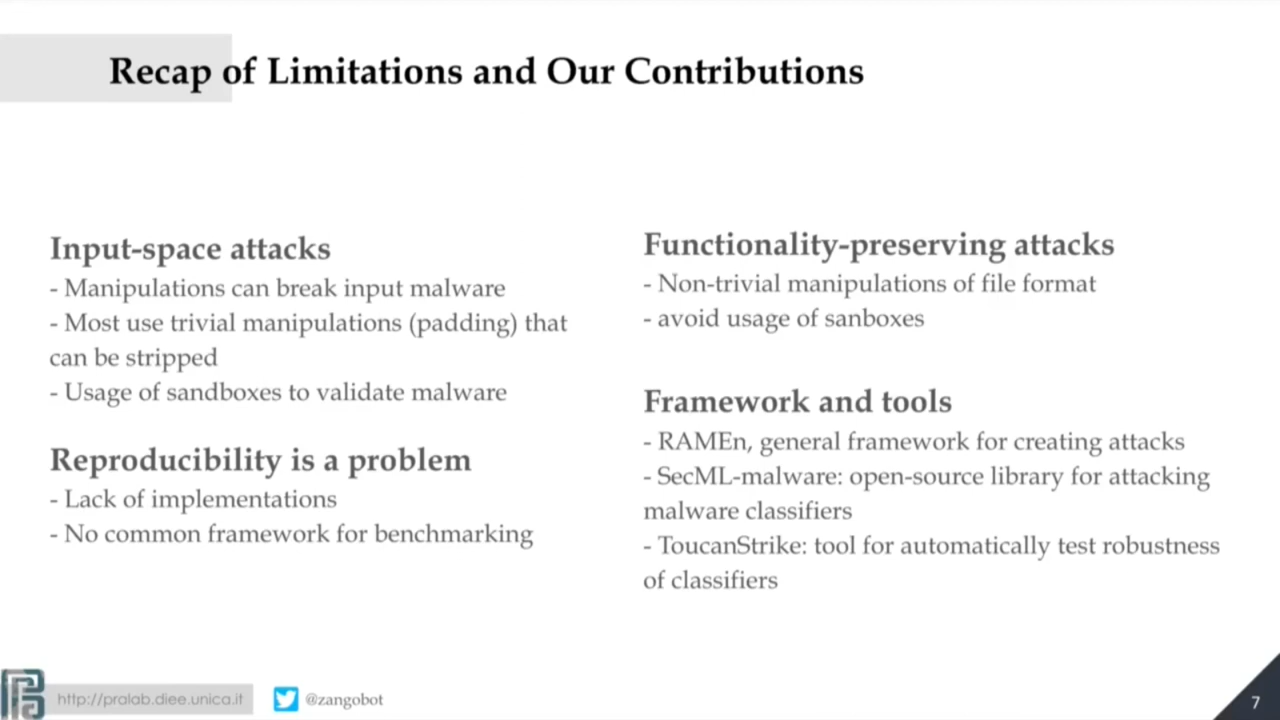 Recap of Limitations and Our Contributions
Input-space attacks
- Manipulations can break input malware
- Most use trivial manipulations (padding) that
can be stripped
- Usage of sandboxes to validate malware
Reproducibility is a problem
- Lack of implementations
- No common framework for benchmarking
Functionality-preserving attacks
- Non-trivial manipulations of file format
- avoid usage of sanboxes
Framework and tools
- RAMEn, general framework for creating attacks
- SecML-malware: open-source library for attacking
malware classifiers
- ToucanStrike: tool for automatically test robustness
of classifiers
http://pralab.diee.unica.it
@zangobot
7